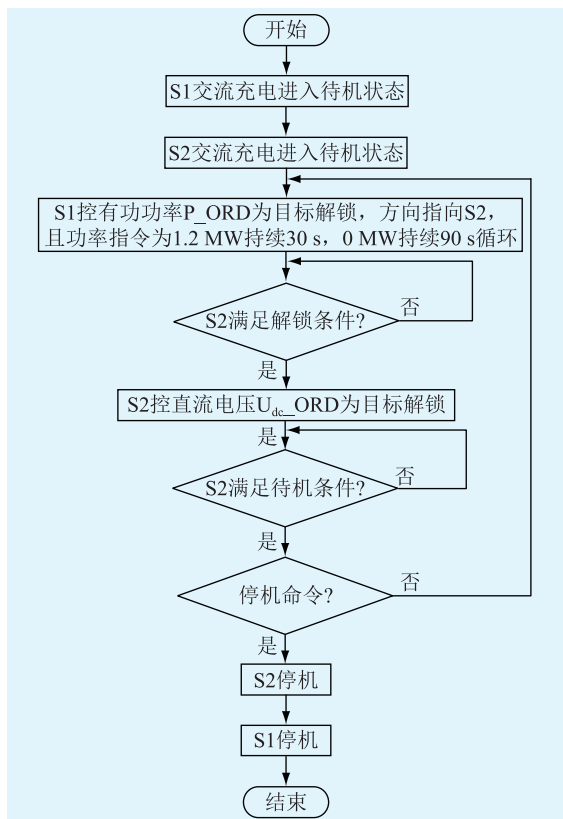 开始
S1交流充电进入待机状态
S2交流充电进入待机状态
S1控有功功率P_ORD为目标解锁，方向指向S2，
且功率指令为1.2 MW持续30 s，0 MW持续90 s循环
否
S2满足解锁条件?
是
S2控直流电压Udc_ORD为目标解锁
是
否
S2满足待机条件?
是
否
停机命令?
是
S2停机
S1停机
结束